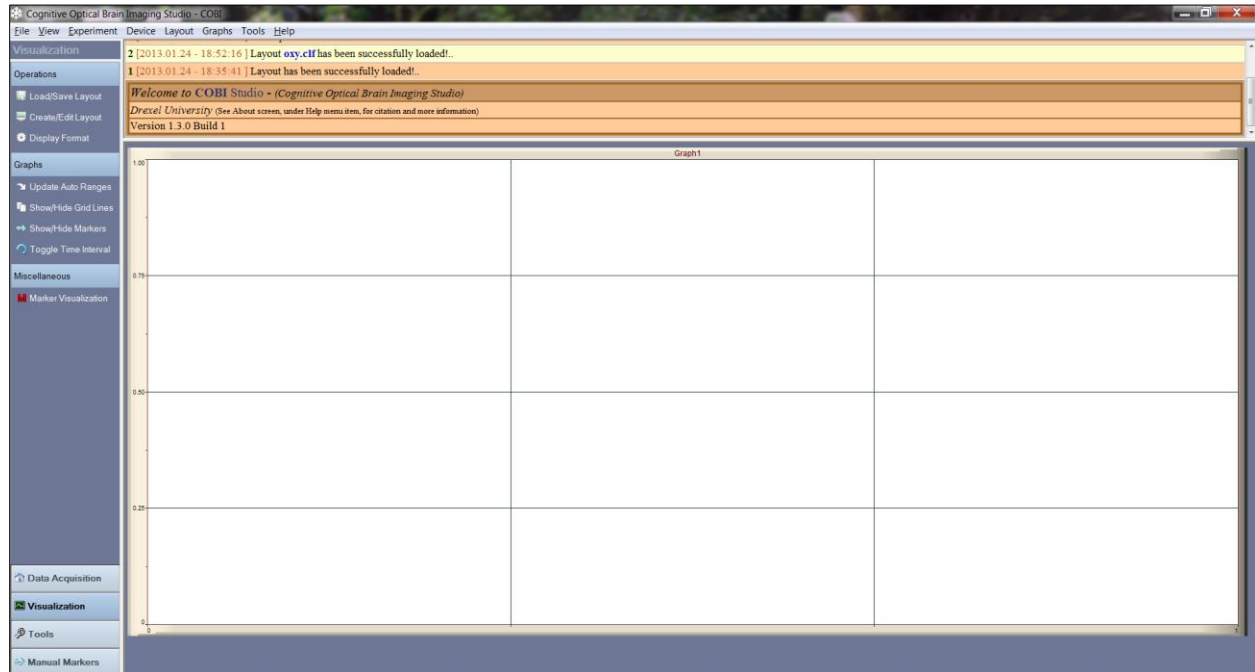 Cognitive Optical Brain Imaging Studio - COBI
File View Experiment Device Layout Graphs Tools Help
Visualization
Operations
Load/Save Layout
Create/Edit Layout
Display Format
Graphs
Update Auto Ranges
Show/Hide Grid Lines
Show/Hide Markers
Toggle Time Interval
Miscellaneous
Marker Visualization
Data Acquisition
Visualization
Tools
Manual Markers
2 [2013.01.24 - 18:52:16 ] Layout oxy.clf has been successfully loaded!..
1 [2013.01.24 - 18:35:41 ] Layout has been successfully loaded!..
Welcome to COBI Studio - (Cognitive Optical Brain Imaging Studio)
Drexel University (See About screen, under Help menu item, for citation and more information)
Version 1.3.0 Build 1
Graph1
1.00
0.75
0.50
0.25
0
0
1